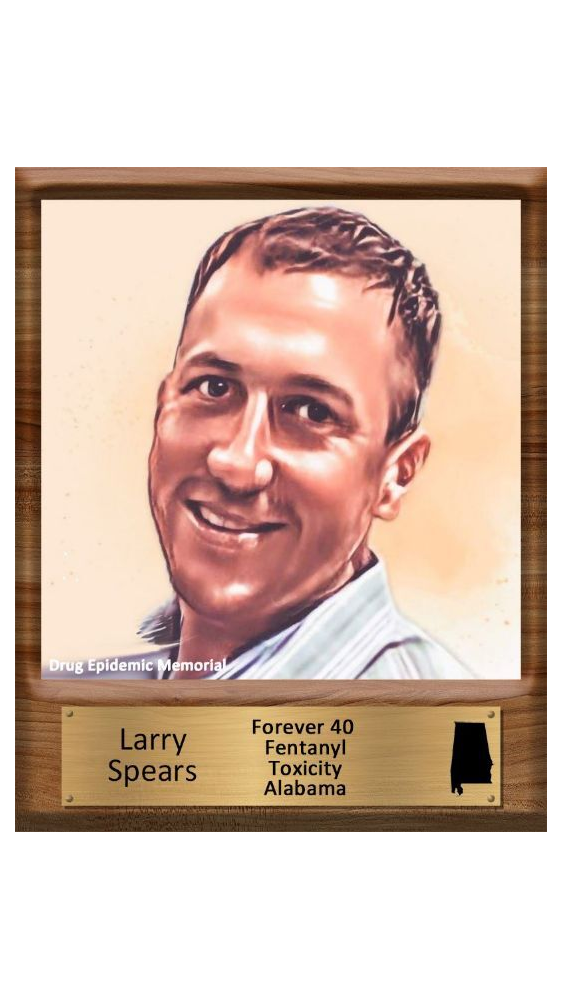 Drug Epidemic Memorial
Larry
Spears
Forever 40
Fentanyl
Toxicity
Alabama